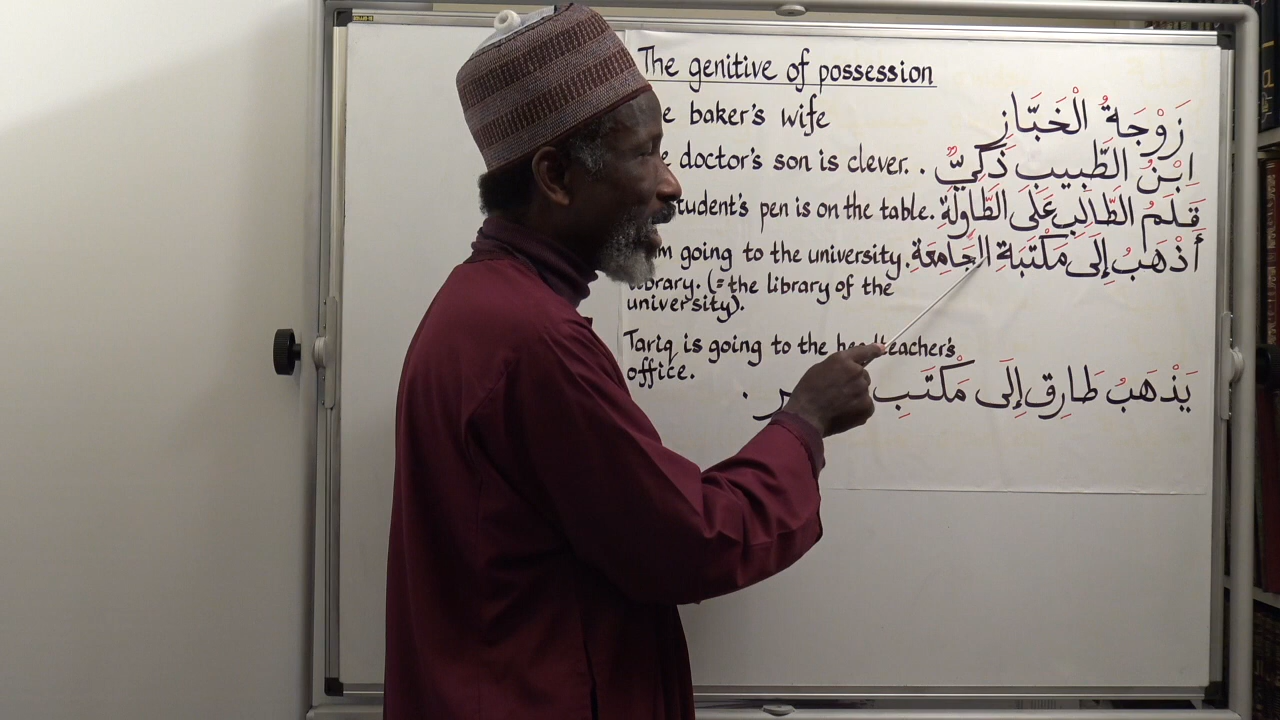 The genitive of possession
baker's wife زَوْجَةُ الْخَبَّازِ
doctor's son is clever. . اِبْنُ الطَّبِيبِ ذَكِيٌّ
student's pen is on the table. قَلَمُ الطَّالِبِ عَلَى الطَّاوِلَةِ
going to the university. أَذْهَبُ إِلَى مَكْتَبَةِ الْجَامِعَةِ
library. (= the library of the
university).
Tariq is going to the headteacher's
office.
يَذْهَبُ طَارِق إِلَى مَكْتَبِ